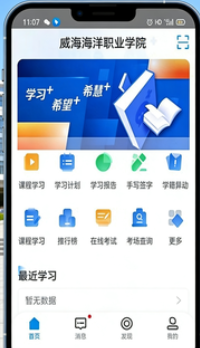 11:07
威海海洋职业学院
学习+
希望+
希慧+
课程学习 学习计划 学习报告 手写签字 学籍异动
课程学习 排行榜 在线考试 考场查询 更多
最近学习
暂无数据
首页 消息 发现 我的